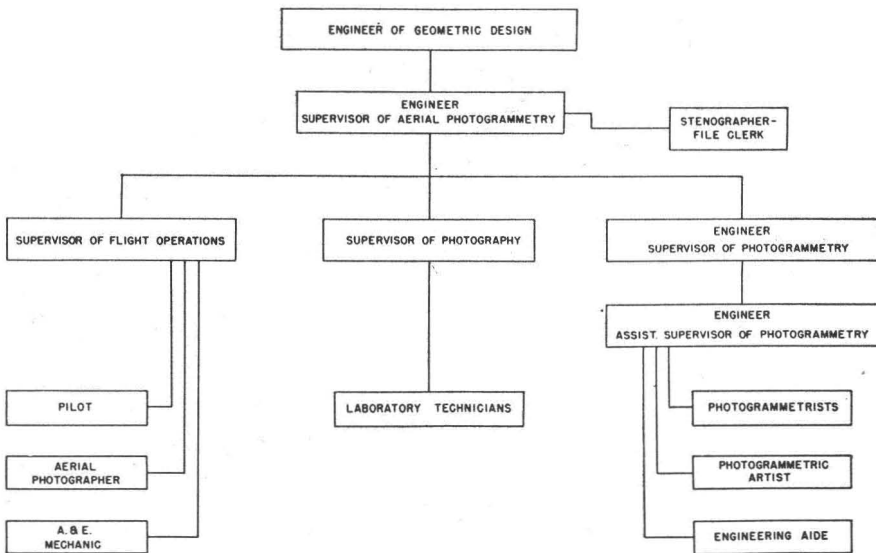 ENGINEER OF GEOMETRIC DESIGN
ENGINEER
SUPERVISOR OF AERIAL PHOTOGRAMMETRY
STENOGRAPHER-
FILE CLERK
SUPERVISOR OF FLIGHT OPERATIONS
SUPERVISOR OF PHOTOGRAPHY
ENGINEER
SUPERVISOR OF PHOTOGRAMMETRY
ENGINEER
ASSIST. SUPERVISOR OF PHOTOGRAMMETRY
PILOT
LABORATORY TECHNICIANS
PHOTOGRAMMETRISTS
AERIAL
PHOTOGRAPHER
PHOTOGRAMMETRIC
ARTIST
A. & E.
MECHANIC
ENGINEERING AIDE